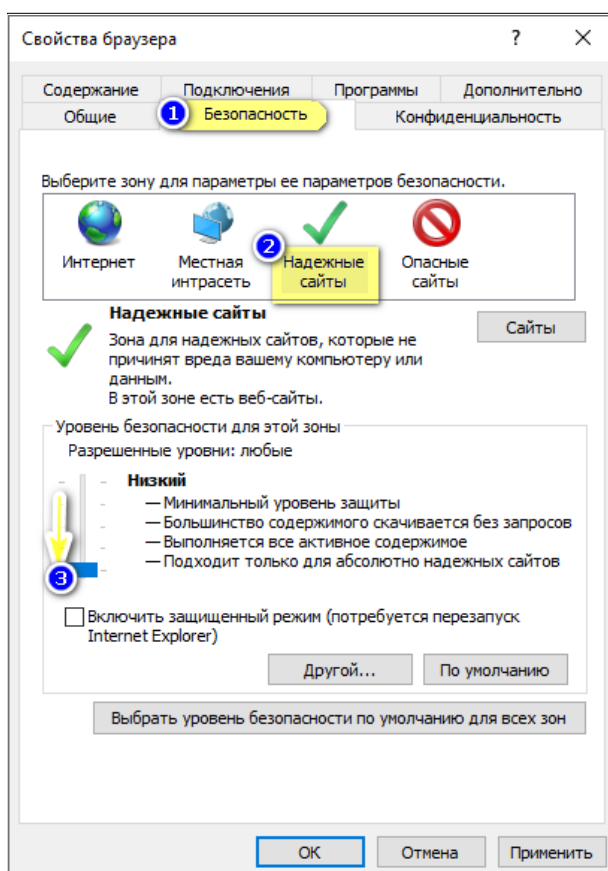 Свойства браузера ? ×
Содержание Подключения Программы Дополнительно
Общие 1 Безопасность Конфиденциальность
Выберите зону для параметры ее параметров безопасности.
2
Интернет Местная интрасеть Надежные сайты Опасные сайты
Надежные сайты
Сайты
Зона для надежных сайтов, которые не
причинят вреда вашему компьютеру или
данным.
В этой зоне есть веб-сайты.
Уровень безопасности для этой зоны
Разрешенные уровни: любые
Низкий
— Минимальный уровень защиты
— Большинство содержимого скачивается без запросов
— Выполняется все активное содержимое
— Подходит только для абсолютно надежных сайтов
3
Включить защищенный режим (потребуется перезапуск
Internet Explorer)
Другой... По умолчанию
Выбрать уровень безопасности по умолчанию для всех зон
ОК Отмена Применить